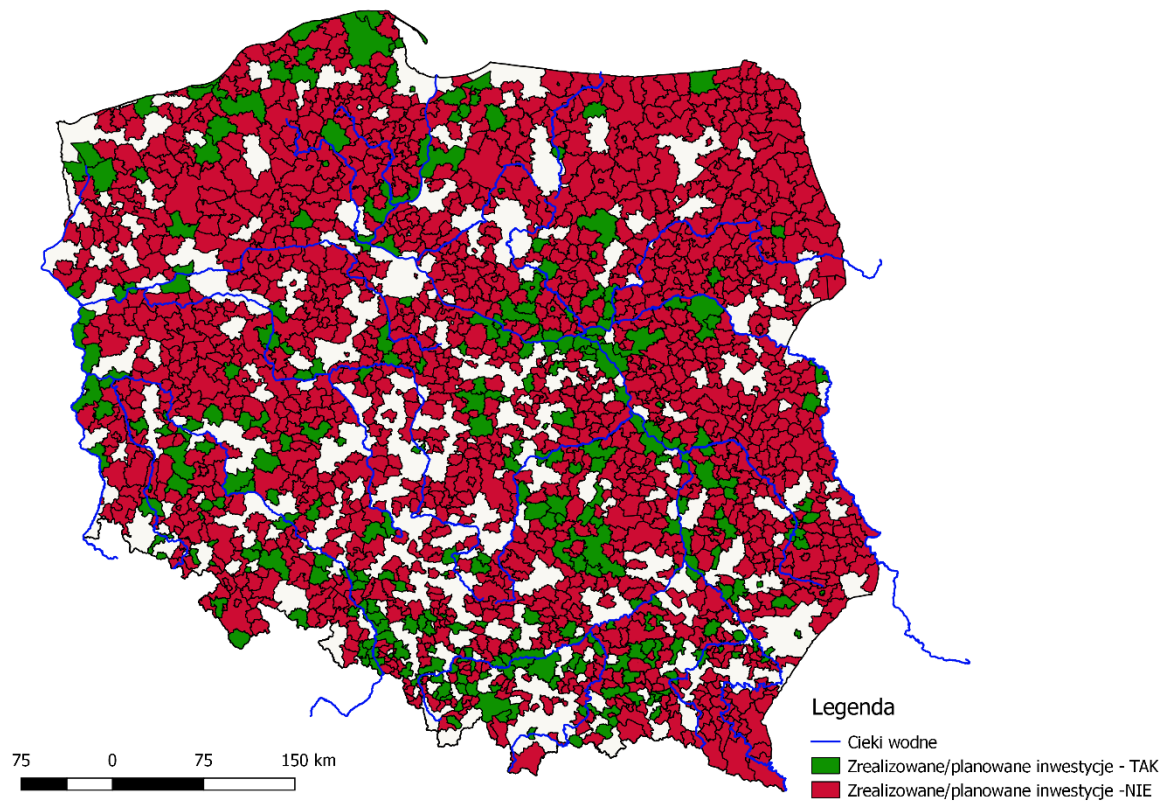 75 0 75 150 km
Legenda
Cieki wodne
Zrealizowane/planowane inwestycje - TAK
Zrealizowane/planowane inwestycje -NIE